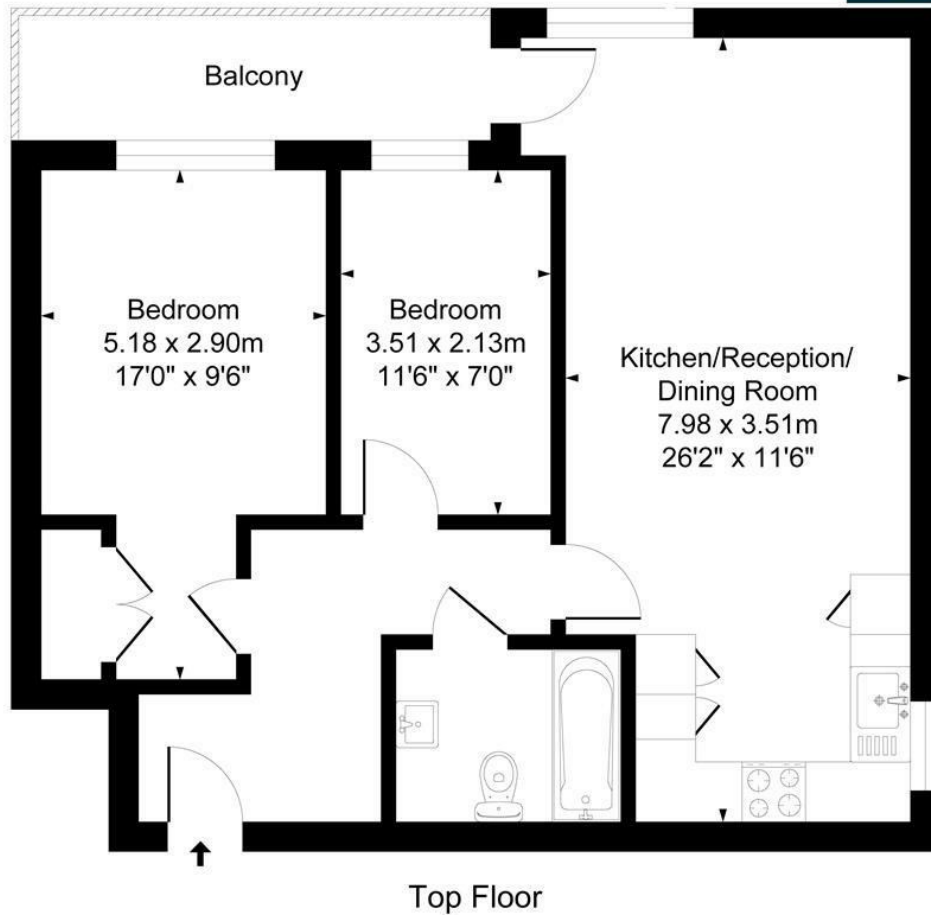 Balcony
Bedroom
5.18 x 2.90m
17'0" x 9'6"
Bedroom
3.51 x 2.13m
11'6" x 7'0"
Kitchen/Reception/
Dining Room
7.98 x 3.51m
26'2" x 11'6"
Top Floor